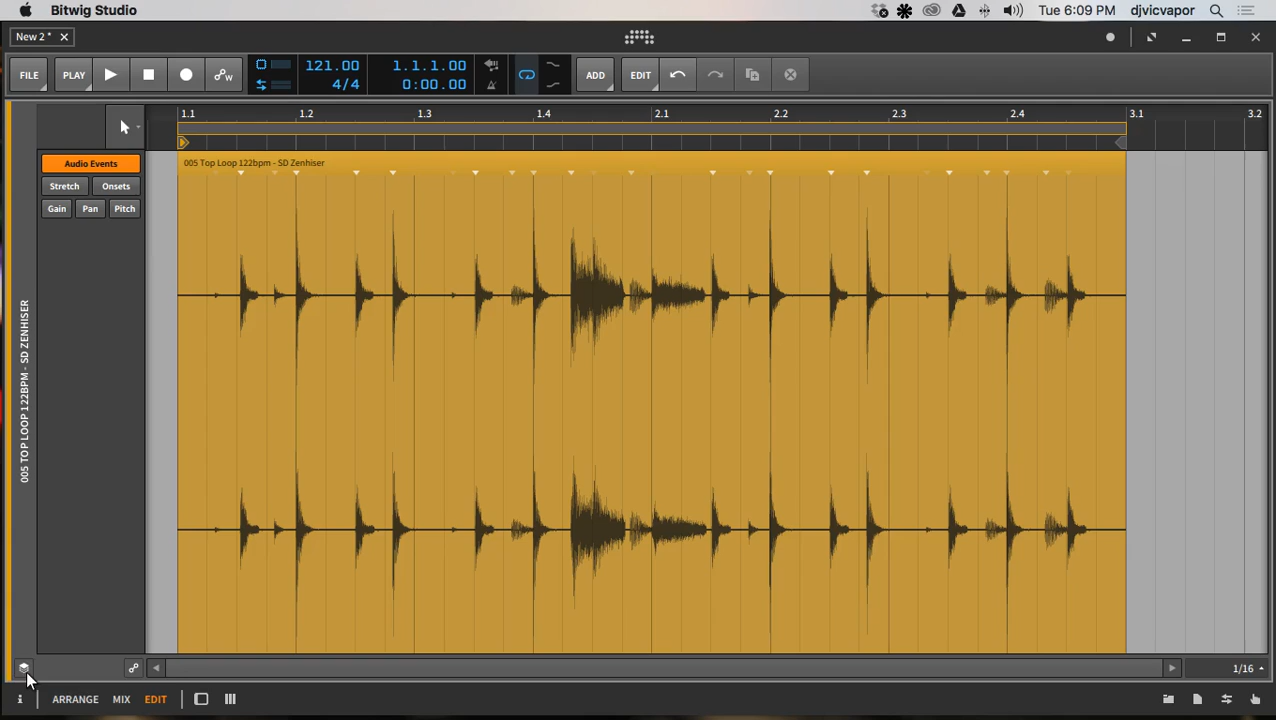 Bitwig Studio
Tue 6:09 PM
djvicvapor
New 2 *
FILE
PLAY
121.00
4/4
1.1.1.00
0:00.00
ADD
EDIT
1.1
1.2
1.3
1.4
2.1
2.2
2.3
2.4
3.1
3.2
Audio Events
005 Top Loop 122bpm - SD Zenhiser
Stretch
Onsets
Gain
Pan
Pitch
005 TOP LOOP 122BPM - SD ZENHISER
1/16
i
ARRANGE
MIX
EDIT